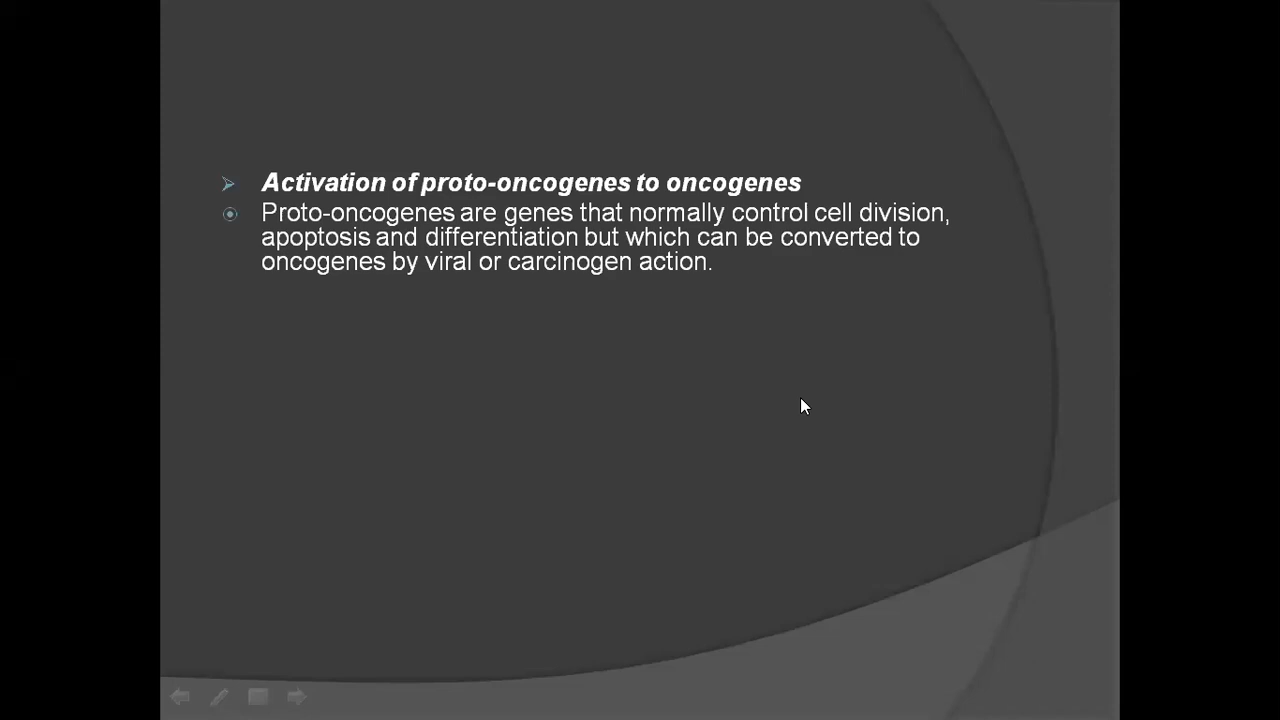 Activation of proto-oncogenes to oncogenes
Proto-oncogenes are genes that normally control cell division,
apoptosis and differentiation but which can be converted to
oncogenes by viral or carcinogen action.